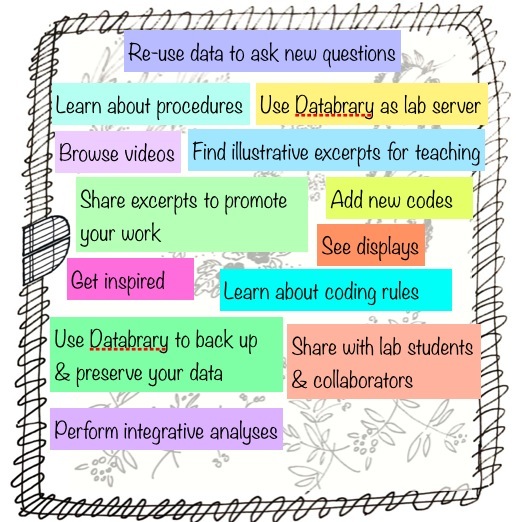 Re-use data to ask new questions
Learn about procedures
Use Databrary as lab server
Browse videos
Find illustrative excerpts for teaching
Share excerpts to promote
your work
Add new codes
See displays
Get inspired
Learn about coding rules
Use Databrary to back up
& preserve your data
Share with lab students
& collaborators
Perform integrative analyses